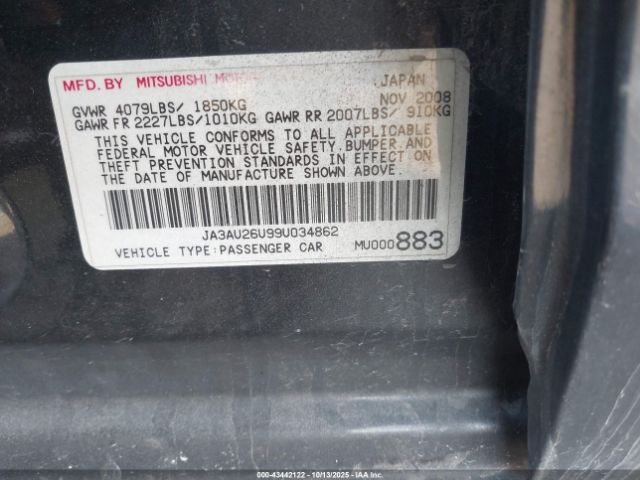 MFD. BY MITSUBISHI JAPAN
GVWR 4079LBS/ 1850KG NOV 2008
GAWR FR 2227LBS/1010KG GAWR RR 2007LBS/ 910KG
THIS VEHICLE CONFORMS TO ALL APPLICABLE
FEDERAL MOTOR VEHICLE SAFETY,BUMPER,AND
THEFT PREVENTION STANDARDS IN EFFECT ON
THE DATE OF MANUFACTURE SHOWN ABOVE.
JA3AU26U99U034862
VEHICLE TYPE:PASSENGER CAR MU000883
000-43442122 - 10/13/2025 - IAAI.COM